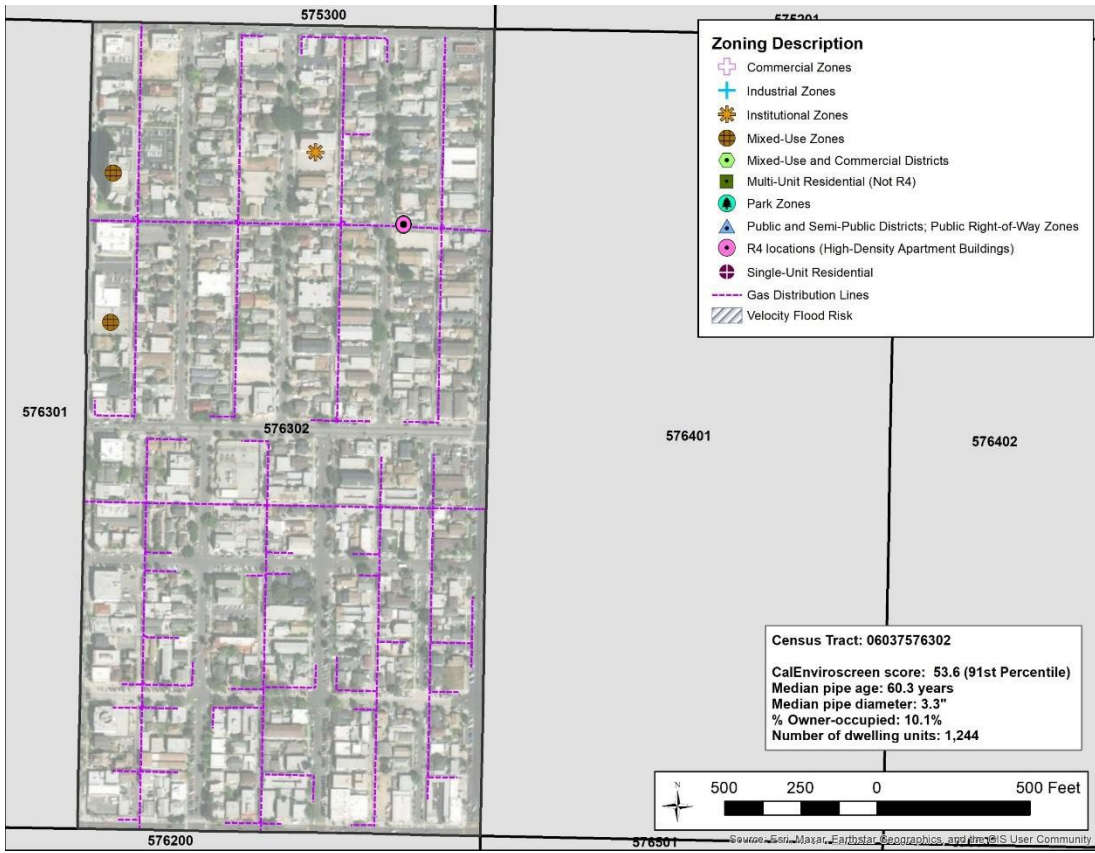 575300
575201
Zoning Description
Commercial Zones
Industrial Zones
Institutional Zones
Mixed-Use Zones
Mixed-Use and Commercial Districts
Multi-Unit Residential (Not R4)
Park Zones
Public and Semi-Public Districts; Public Right-of-Way Zones
R4 locations (High-Density Apartment Buildings)
Single-Unit Residential
Gas Distribution Lines
Velocity Flood Risk
576301
576302
576401
576402
Census Tract: 06037576302
CalEnviroscreen score: 53.6 (91st Percentile)
Median pipe age: 60.3 years
Median pipe diameter: 3.3"
% Owner-occupied: 10.1%
Number of dwelling units: 1,244
N
500 250 0 500 Feet
576200
576501
Source: Esri, Maxar, Earthstar Geographics, and the GIS User Community